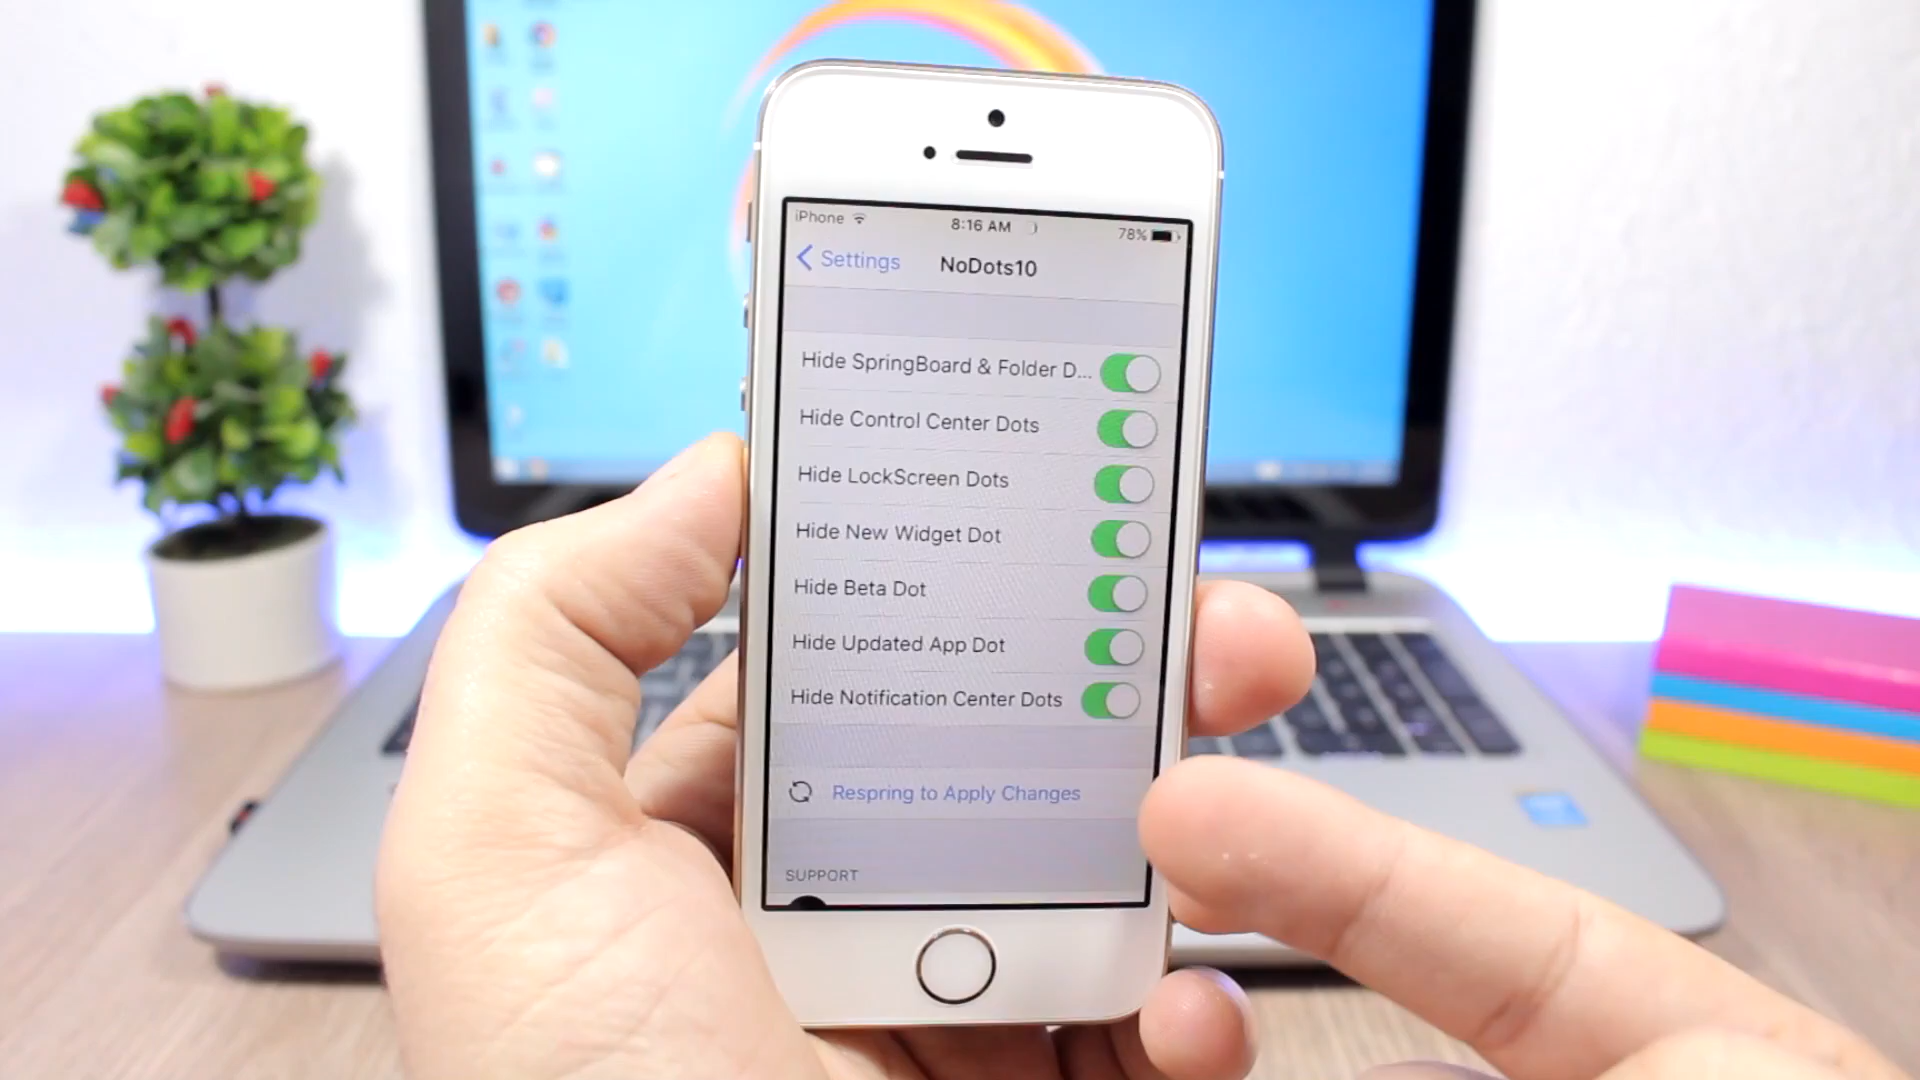 iPhone 8:16 AM 78%
Settings NoDots10
Hide SpringBoard & Folder D...
Hide Control Center Dots
Hide LockScreen Dots
Hide New Widget Dot
Hide Beta Dot
Hide Updated App Dot
Hide Notification Center Dots
Respring to Apply Changes
SUPPORT